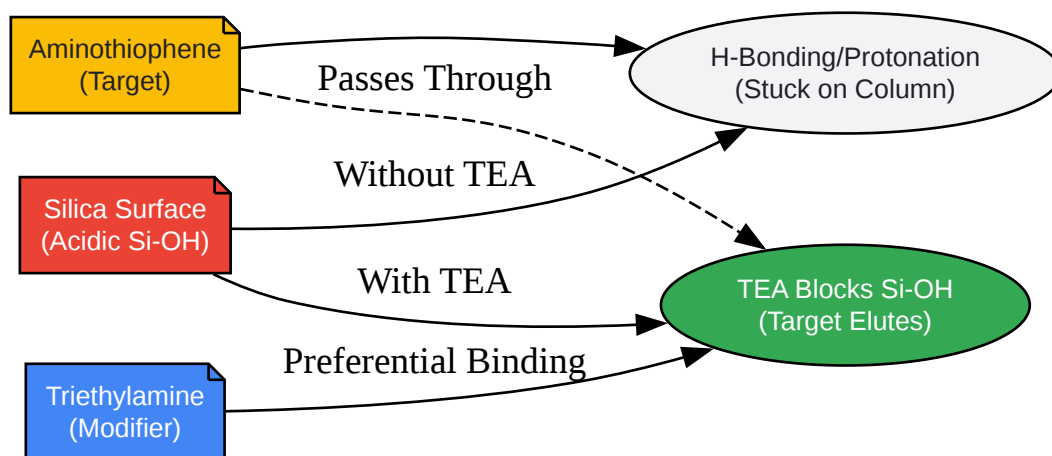 Aminothiophene
(Target)
H-Bonding/Protonation
(Stuck on Column)
Passes Through
Without TEA
Silica Surface
(Acidic Si-OH)
With TEA
TEA Blocks Si-OH
(Target Elutes)
Preferential Binding
Triethylamine
(Modifier)